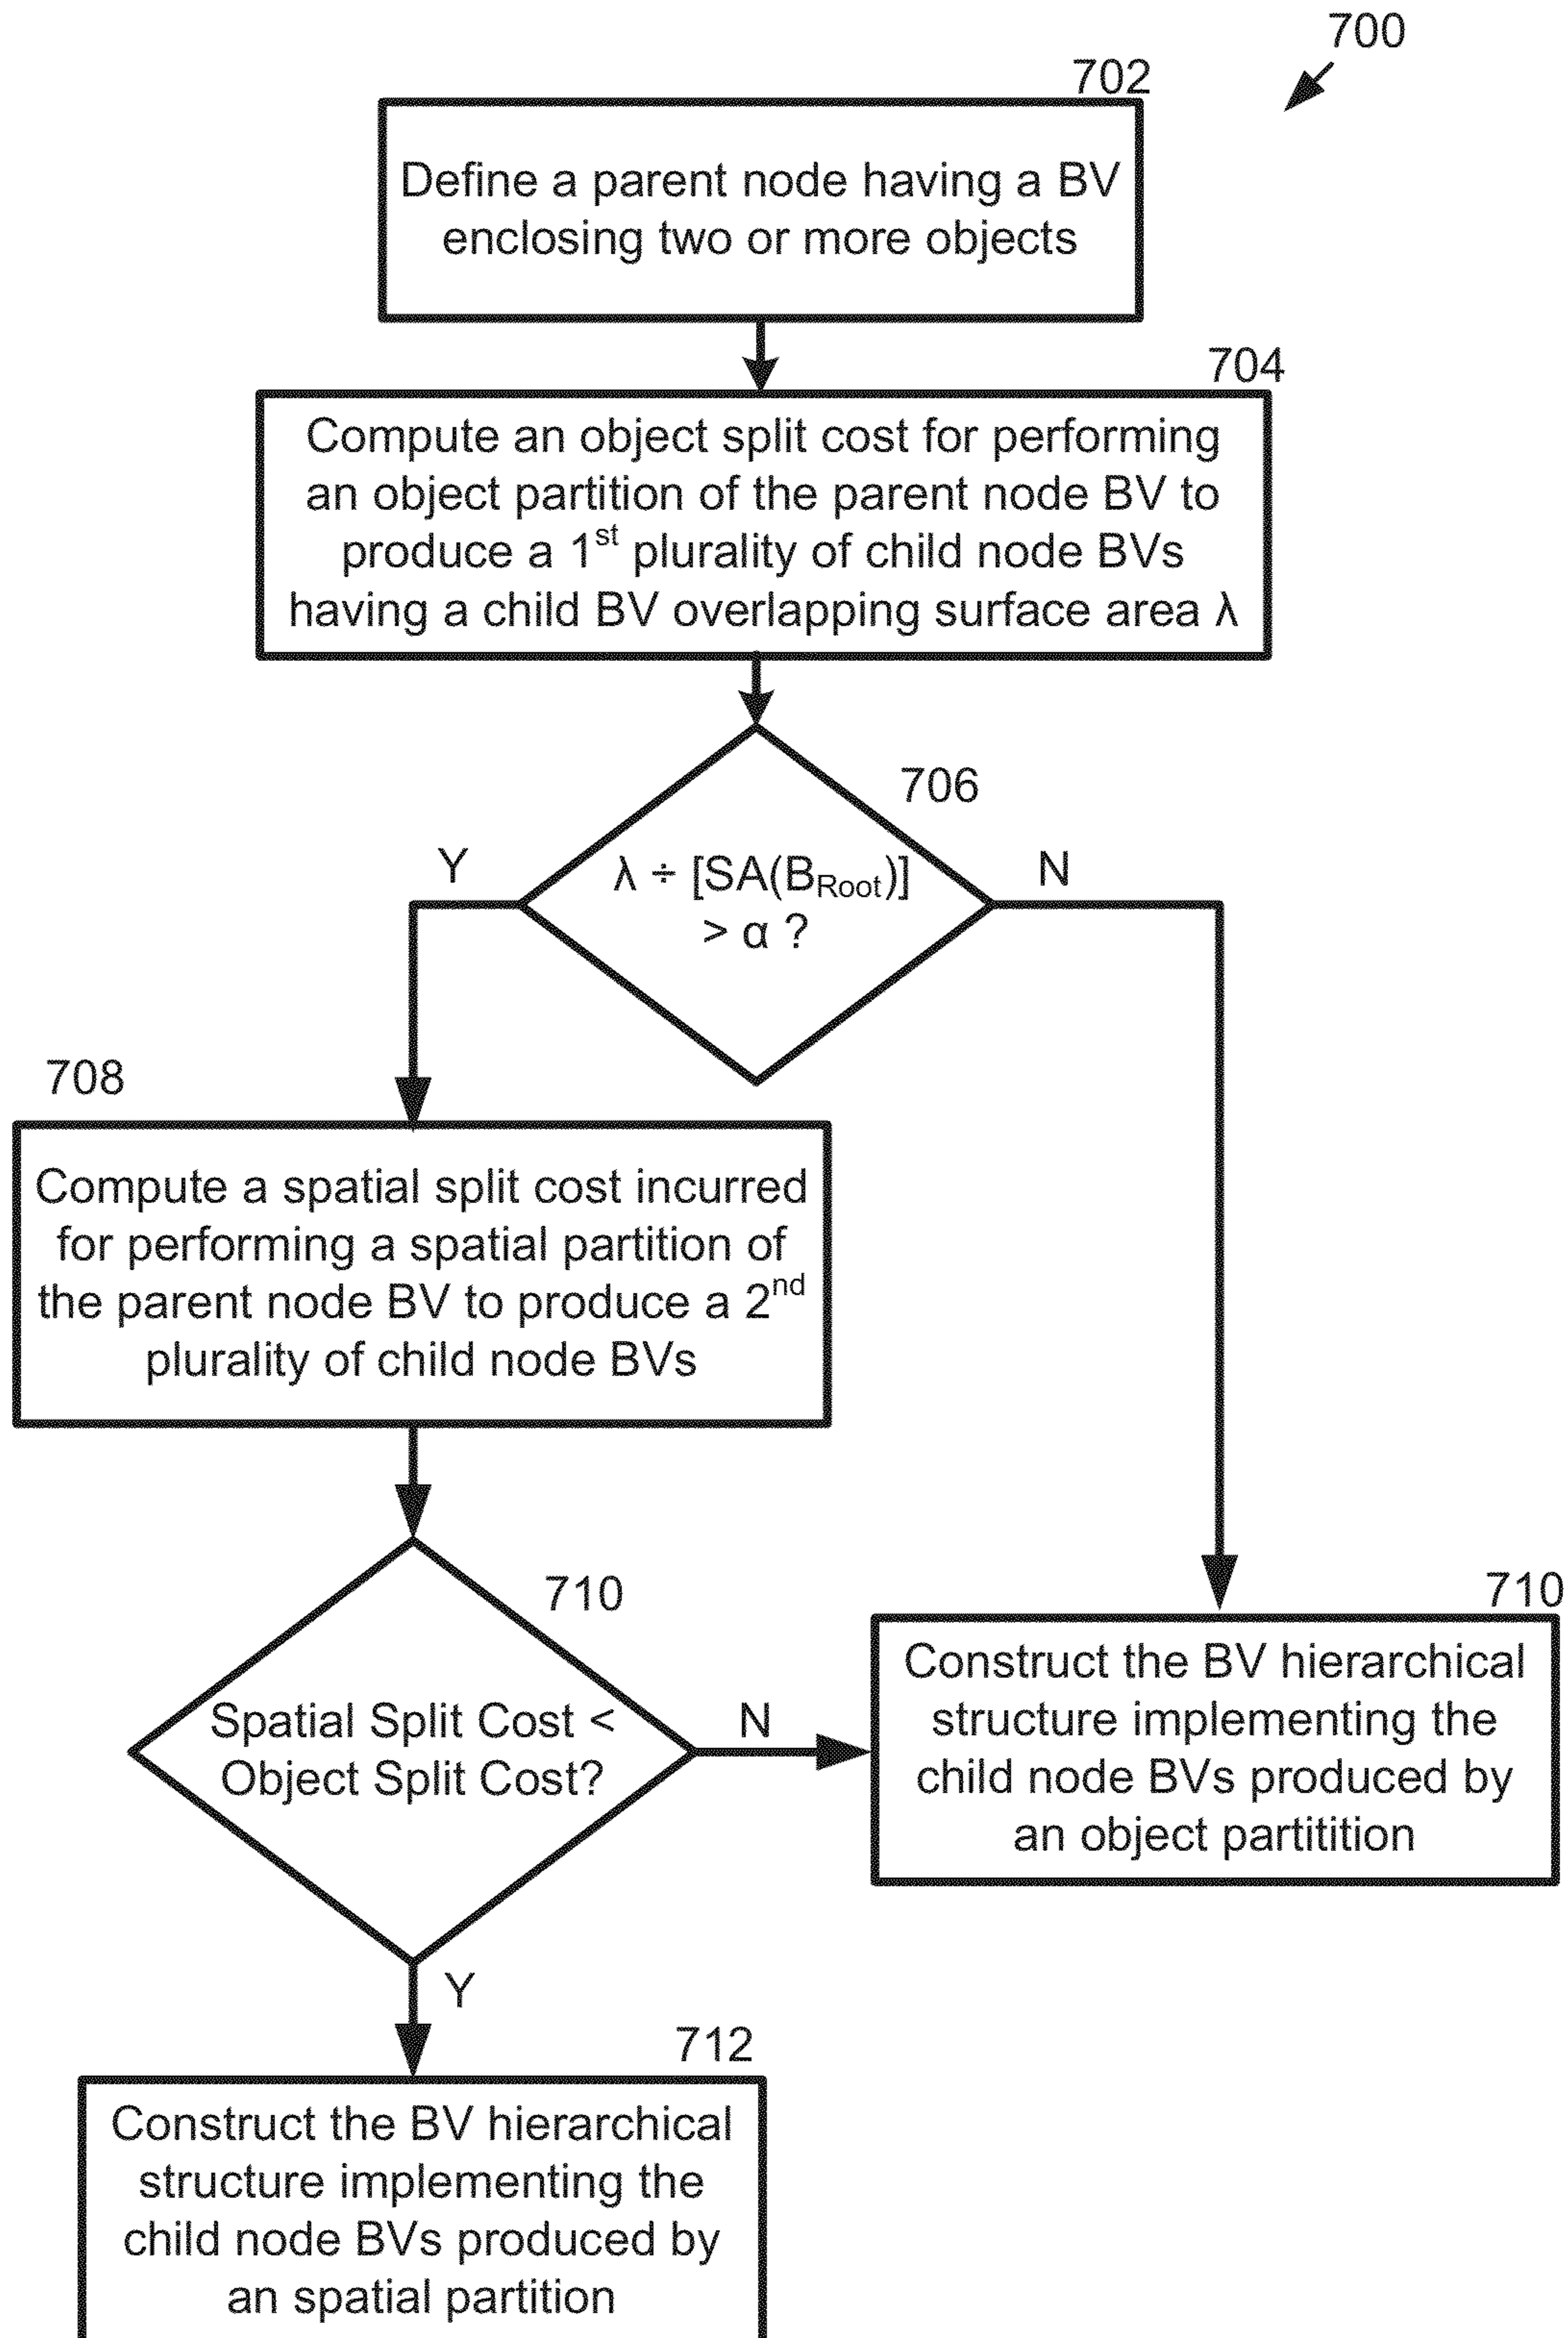 700
702
Define a parent node having a BV
enclosing two or more objects
704
Compute an object split cost for performing
an object partition of the parent node BV to
produce a 1st plurality of child node BVs
having a child BV overlapping surface area λ
706
Y
λ ÷ [SA(BRoot)]
> α ?
N
708
Compute a spatial split cost incurred
for performing a spatial partition of
the parent node BV to produce a 2nd
plurality of child node BVs
710
Spatial Split Cost <
Object Split Cost?
N
710
Construct the BV hierarchical
structure implementing the
child node BVs produced by
an object partitition
Y
712
Construct the BV hierarchical
structure implementing the
child node BVs produced by
an spatial partition